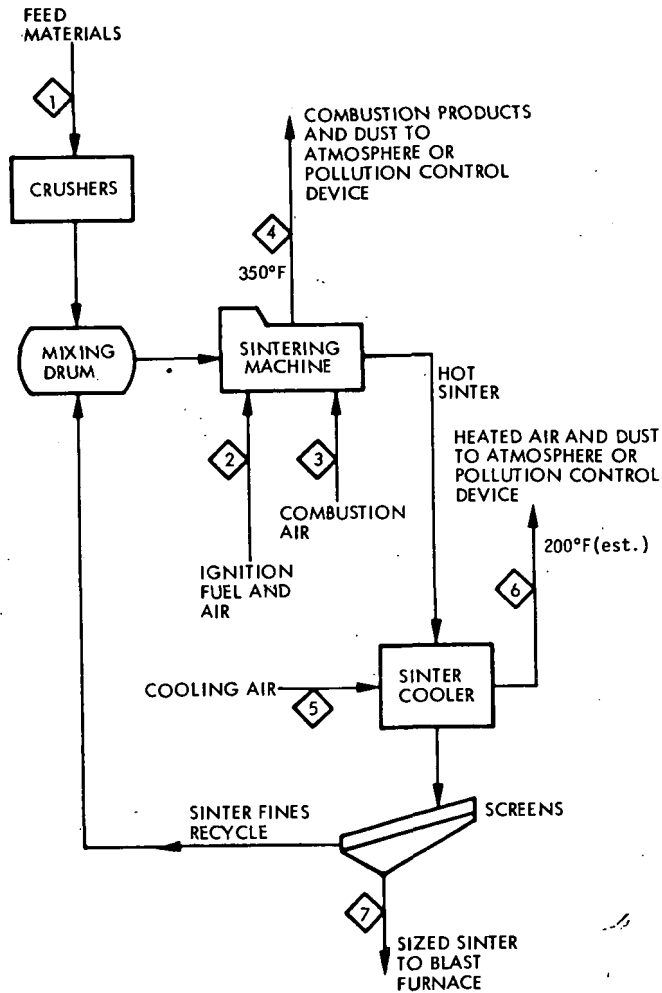 FEED
MATERIALS
1
CRUSHERS
COMBUSTION PRODUCTS
AND DUST TO
ATMOSPHERE OR
POLLUTION CONTROL
DEVICE
4
350°F
MIXING
DRUM
SINTERING
MACHINE
HOT
SINTER
2
3
COMBUSTION
AIR
IGNITION
FUEL AND
AIR
HEATED AIR AND DUST
TO ATMOSPHERE OR
POLLUTION CONTROL
DEVICE
200°F(est.)
6
COOLING AIR
5
SINTER
COOLER
SCREENS
SINTER FINES
RECYCLE
7
SIZED SINTER
TO BLAST
FURNACE